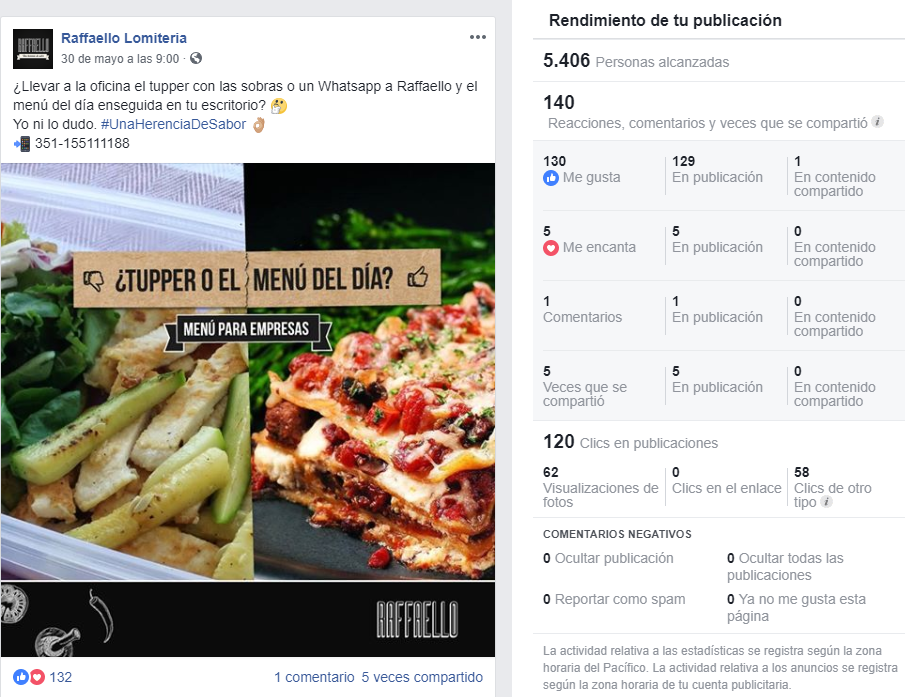 RAFFAELLO
Raffaello Lomiteria
30 de mayo a las 9:00 ·
¿Llevar a la oficina el tupper con las sobras o un Whatsapp a Raffaello y el
menú del día enseguida en tu escritorio?
Yo ni lo dudo. #UnaHerenciaDeSabor
351-155111188
¿TUPPER O EL MENÚ DEL DÍA?
MENÚ PARA EMPRESAS
RAFFAELLO
132
1 comentario 5 veces compartido
Rendimiento de tu publicación
5.406 Personas alcanzadas
140
Reacciones, comentarios y veces que se compartió
130
Me gusta
129
En publicación
1
En contenido
compartido
5
Me encanta
5
En publicación
0
En contenido
compartido
1
Comentarios
1
En publicación
0
En contenido
compartido
5
Veces que se
compartió
5
En publicación
0
En contenido
compartido
120 Clics en publicaciones
62
Visualizaciones de
fotos
0
Clics en el enlace
58
Clics de otro
tipo
COMENTARIOS NEGATIVOS
0 Ocultar publicación
0 Ocultar todas las
publicaciones
0 Reportar como spam
0 Ya no me gusta esta
página
La actividad relativa a las estadísticas se registra según la zona
horaria del Pacífico. La actividad relativa a los anuncios se registra
según la zona horaria de tu cuenta publicitaria.